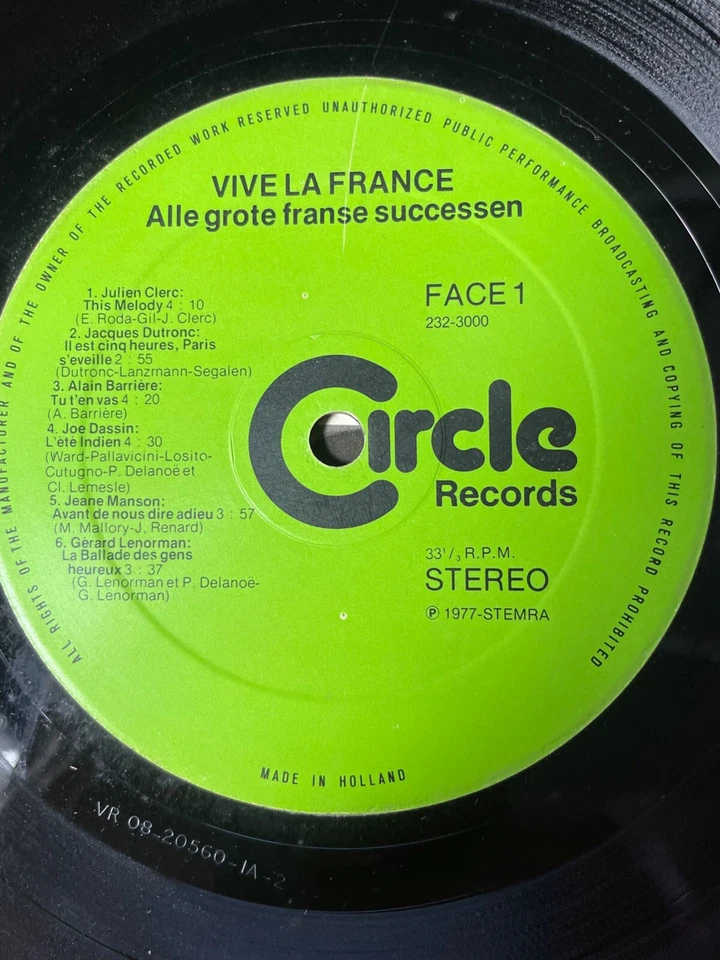 ALL RIGHTS OF THE MANUFACTURER AND OF THE OWNER OF THE RECORDED WORK RESERVED UNAUTHORIZED PUBLIC PERFORMANCE BROADCASTING AND COPYING OF THIS RECORD PROHIBITED
VIVE LA FRANCE
Alle grote franse successen
1. Julien Clerc:
This Melody 4 : 10
(E. Roda-Gil-J. Clerc)
2. Jacques Dutronc:
Il est cinq heures, Paris
s'eveille 2 : 55
(Dutronc-Lanzmann-Segalen)
3. Alain Barrière:
Tu t'en vas 4 : 20
(A. Barrière)
4. Joe Dassin:
L'été Indien 4 : 30
(Ward-Pallavicini-Losito-
Cutugno-P. Delanoë et
Cl. Lemesle)
5. Jeane Manson:
Avant de nous dire adieu 3 : 57
(M. Mallory-J. Renard)
6. Gérard Lenorman:
La Ballade des gens
heureux 3 : 37
(G. Lenorman et P. Delanoë-
G. Lenorman)
FACE 1
232-3000
Circle
Records
33 1/3 R.P.M.
STEREO
℗ 1977-STEMRA
MADE IN HOLLAND
VR 08-20560-1A-2